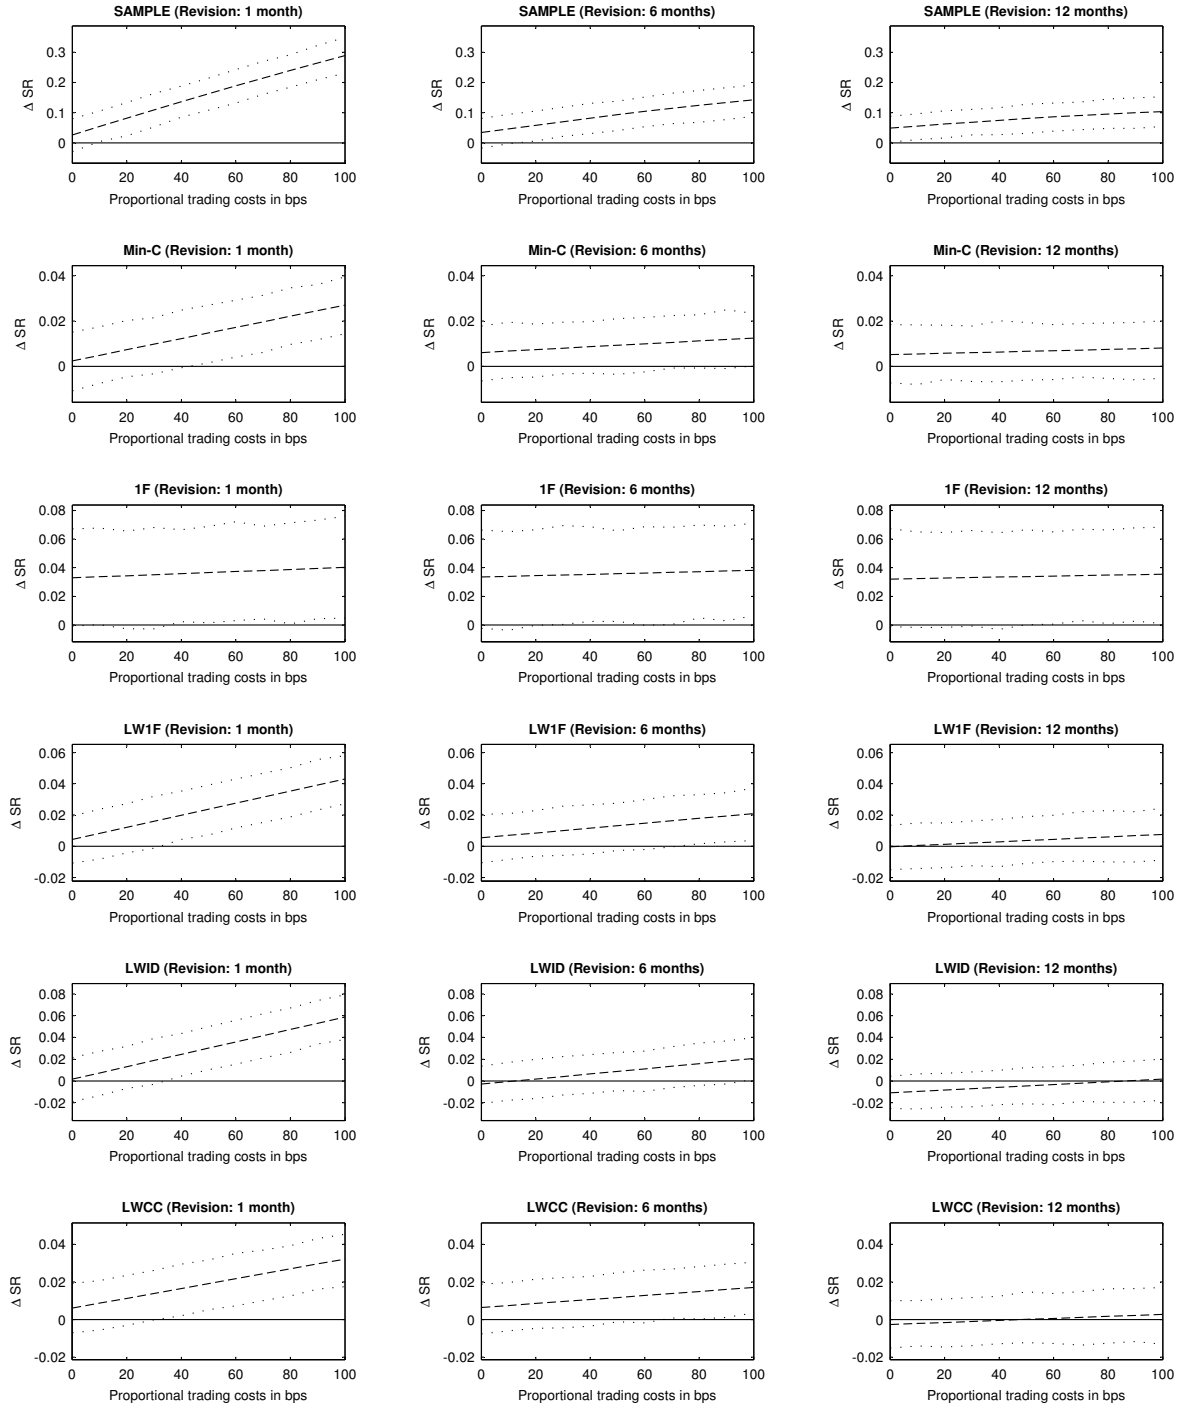 SAMPLE (Revision: 1 month)
0.3
0.2
0.1
0
Δ SR
0 20 40 60 80 100
Proportional trading costs in bps
SAMPLE (Revision: 6 months)
0.3
0.2
0.1
0
Δ SR
0 20 40 60 80 100
Proportional trading costs in bps
SAMPLE (Revision: 12 months)
0.3
0.2
0.1
0
Δ SR
0 20 40 60 80 100
Proportional trading costs in bps
Min-C (Revision: 1 month)
0.04
0.02
0
Δ SR
0 20 40 60 80 100
Proportional trading costs in bps
Min-C (Revision: 6 months)
0.04
0.02
0
Δ SR
0 20 40 60 80 100
Proportional trading costs in bps
Min-C (Revision: 12 months)
0.04
0.02
0
Δ SR
0 20 40 60 80 100
Proportional trading costs in bps
1F (Revision: 1 month)
0.08
0.06
0.04
0.02
0
Δ SR
0 20 40 60 80 100
Proportional trading costs in bps
1F (Revision: 6 months)
0.08
0.06
0.04
0.02
0
Δ SR
0 20 40 60 80 100
Proportional trading costs in bps
1F (Revision: 12 months)
0.08
0.06
0.04
0.02
0
Δ SR
0 20 40 60 80 100
Proportional trading costs in bps
LW1F (Revision: 1 month)
0.06
0.04
0.02
0
-0.02
Δ SR
0 20 40 60 80 100
Proportional trading costs in bps
LW1F (Revision: 6 months)
0.06
0.04
0.02
0
-0.02
Δ SR
0 20 40 60 80 100
Proportional trading costs in bps
LW1F (Revision: 12 months)
0.06
0.04
0.02
0
-0.02
Δ SR
0 20 40 60 80 100
Proportional trading costs in bps
LWID (Revision: 1 month)
0.08
0.06
0.04
0.02
0
-0.02
Δ SR
0 20 40 60 80 100
Proportional trading costs in bps
LWID (Revision: 6 months)
0.08
0.06
0.04
0.02
0
-0.02
Δ SR
0 20 40 60 80 100
Proportional trading costs in bps
LWID (Revision: 12 months)
0.08
0.06
0.04
0.02
0
-0.02
Δ SR
0 20 40 60 80 100
Proportional trading costs in bps
LWCC (Revision: 1 month)
0.04
0.02
0
-0.02
Δ SR
0 20 40 60 80 100
Proportional trading costs in bps
LWCC (Revision: 6 months)
0.04
0.02
0
-0.02
Δ SR
0 20 40 60 80 100
Proportional trading costs in bps
LWCC (Revision: 12 months)
0.04
0.02
0
-0.02
Δ SR
0 20 40 60 80 100
Proportional trading costs in bps